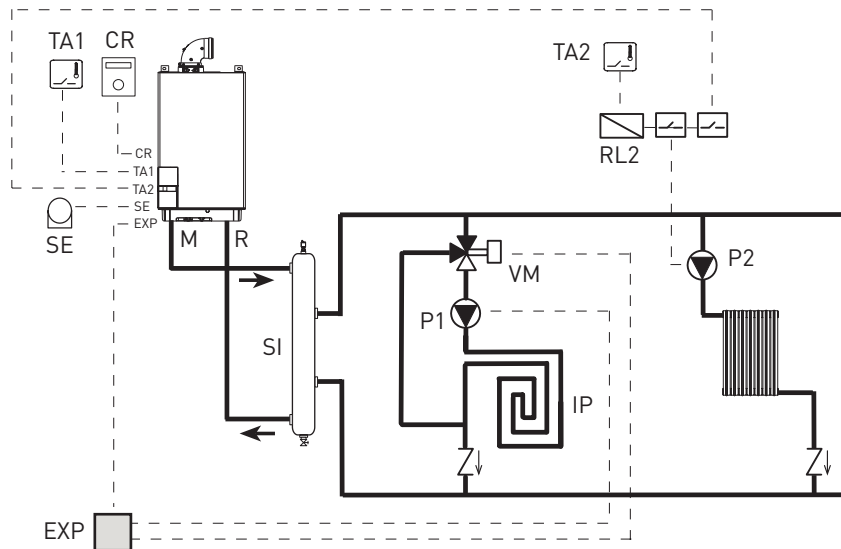 TA1 CR
TA2
RL2
CR
TA1
TA2
SE
EXP
SE
M R
VM
P2
P1
SI
IP
EXP